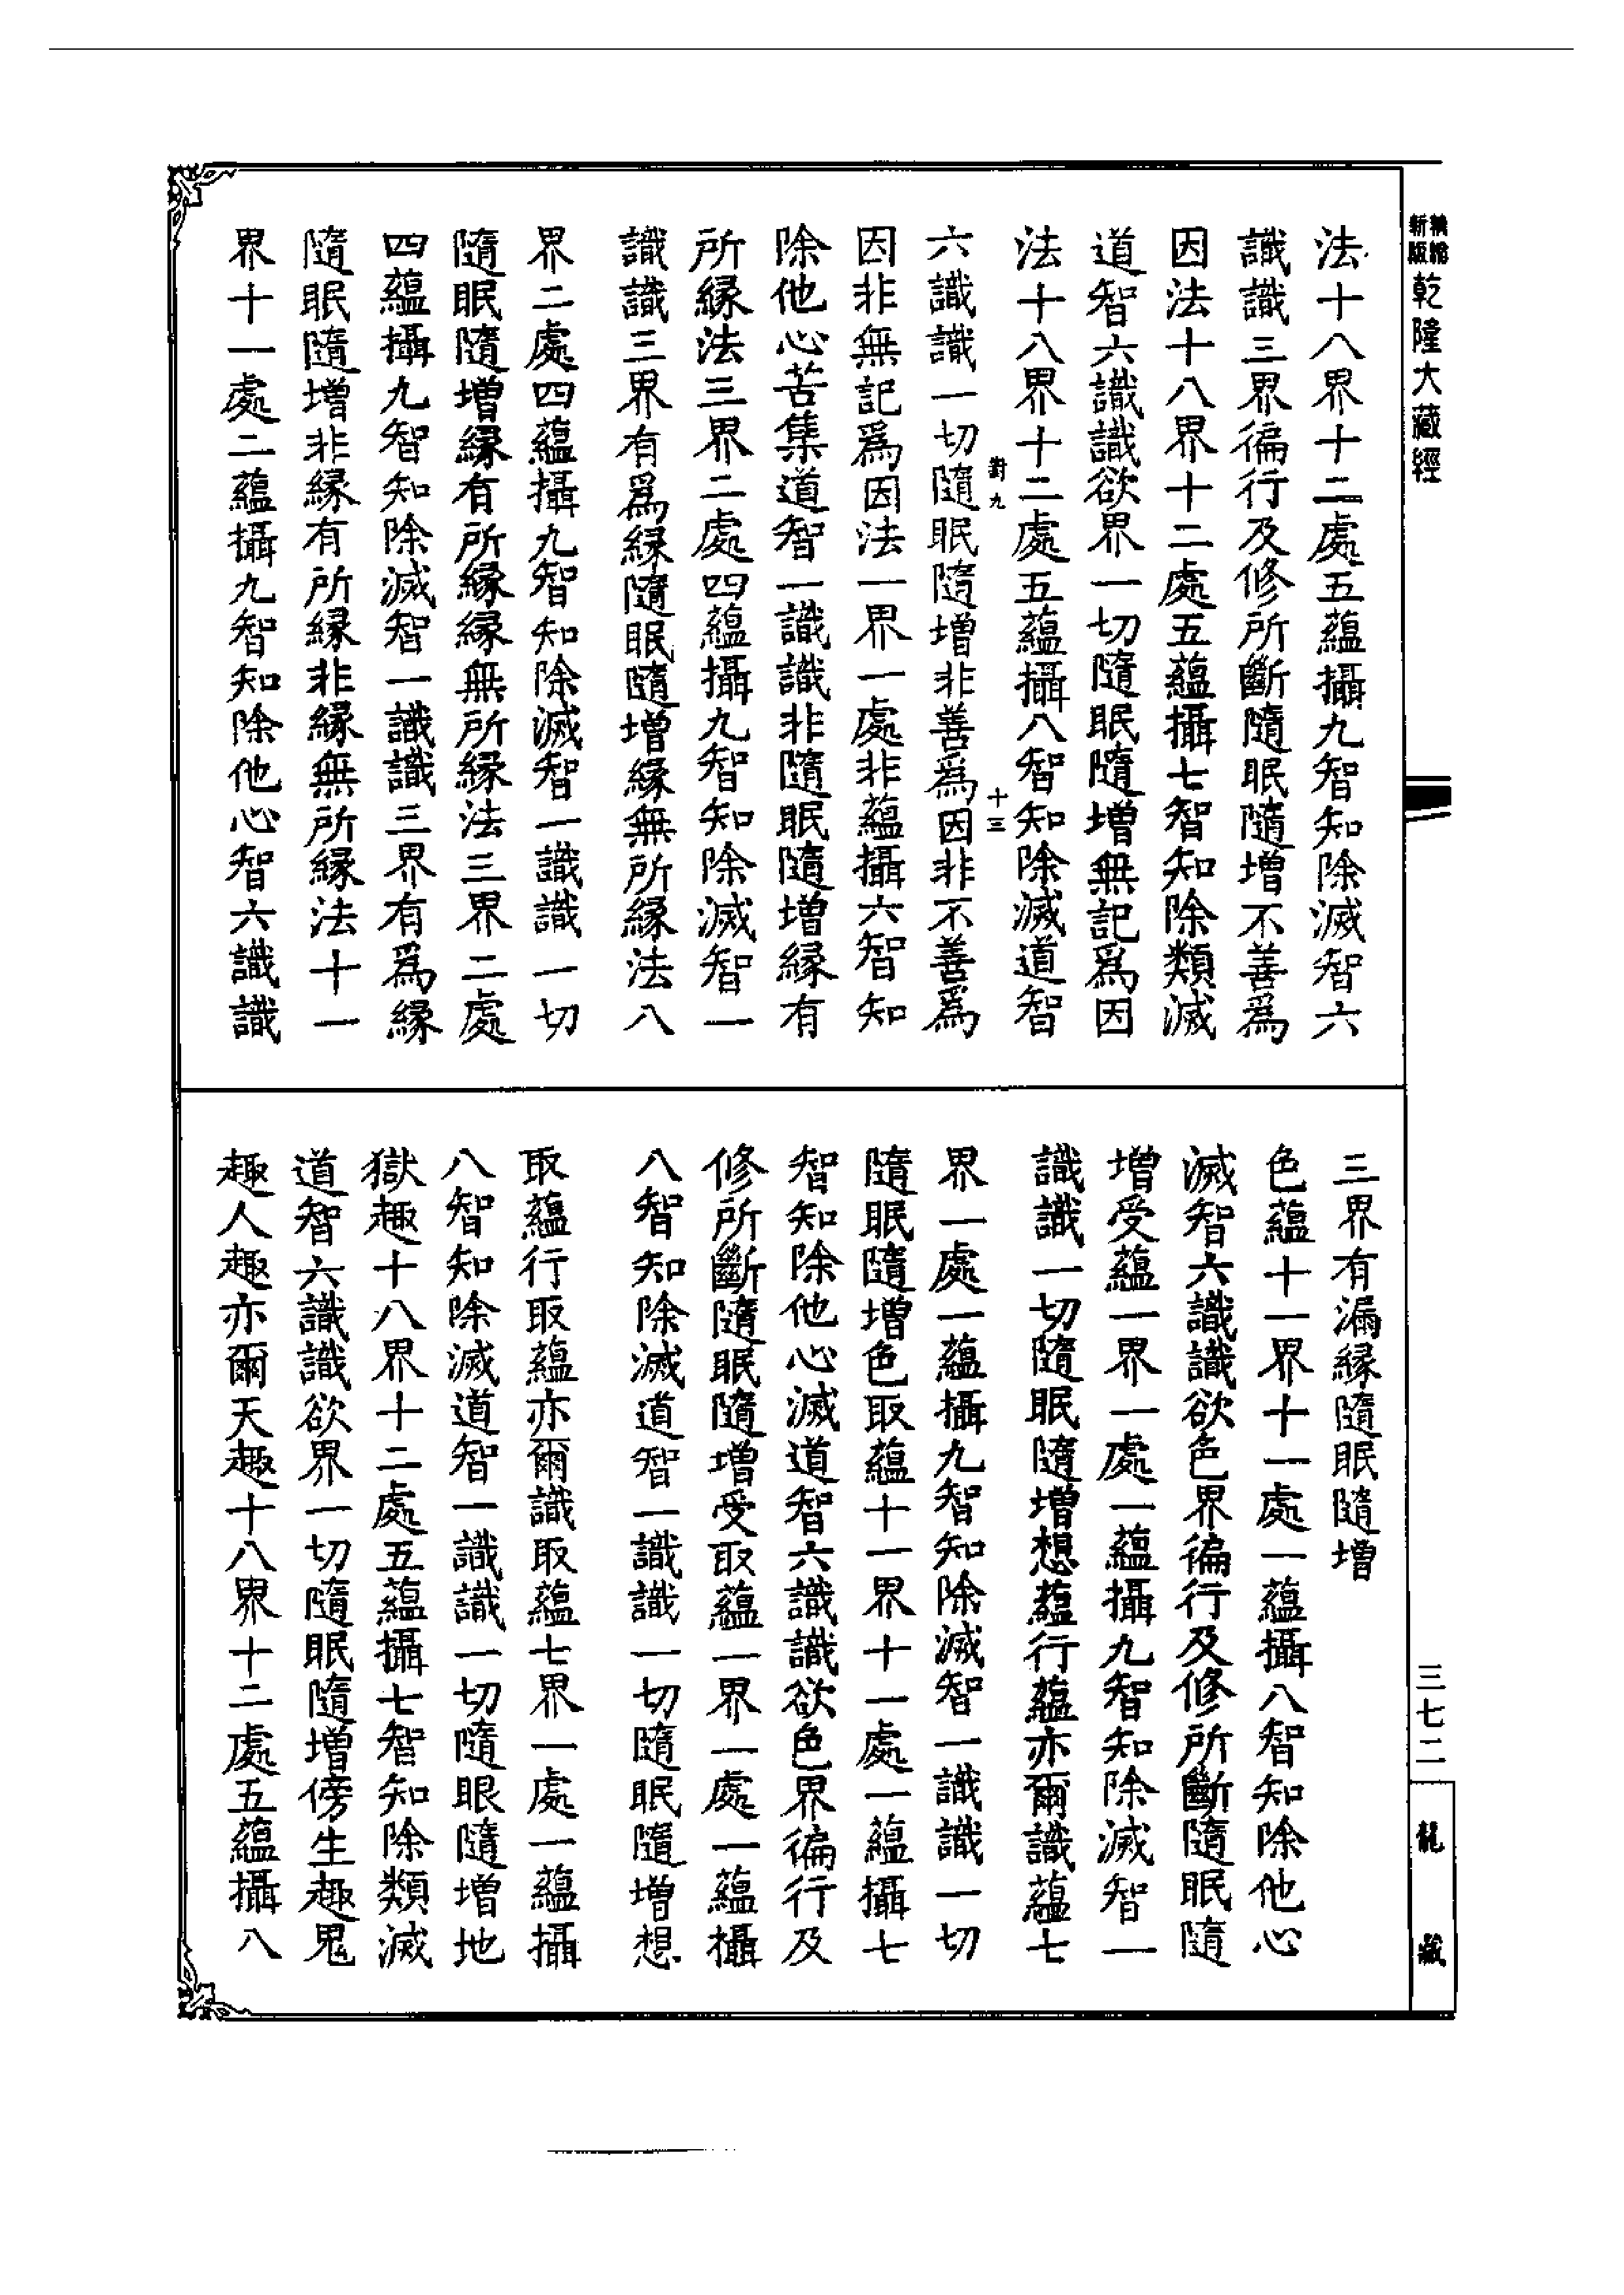 新版
精縮
乾隆大藏經
法十八界十二處五蘊攝九智知除滅智六
識識三界徧行及修所斷隨眠隨增不善為
因法十八界十二處五蘊攝七智知除類滅
道智六識識欲界一切隨眠隨增無記為因
法十八界十二處五蘊攝八智知除滅道智
對九
十三
六識識一切隨眠隨增非善為因非不善為
因非無記為因法一界一處非蘊攝六智知
除他心苦集道智一識識非隨眠隨增緣有
所緣法三界二處四蘊攝九智知除滅智一
識識三界有為緣隨眠隨增緣無所緣法八
界二處四蘊攝九智知除滅智一識識一切
隨眠隨增緣有所緣緣無所緣法三界二處
四蘊攝九智知除滅智一識識三界有為緣
隨眠隨增非緣有所緣非緣無所緣法十一
界十一處二蘊攝九智知除他心智六識識
三界有漏緣隨眠隨增
色蘊十一界十一處一蘊攝八智知除他心
滅智六識識欲色界徧行及修所斷隨眠隨
增受蘊一界一處一蘊攝九智知除滅智一
識識一切隨眠隨增想蘊行蘊亦爾識蘊七
界一處一蘊攝九智知除滅智一識識一切
隨眠隨增色取蘊十一界十一處一蘊攝七
智知除他心滅道智六識識欲色界徧行及
修所斷隨眠隨增受取蘊一界一處一蘊攝
八智知除滅道智一識識一切隨眠隨增想
取蘊行取蘊亦爾識取蘊七界一處一蘊攝
八智知除滅道智一識識一切隨眼隨增地
獄趣十八界十二處五蘊攝七智知除類滅
道智六識識欲界一切隨眠隨增傍生趣鬼
趣人趣亦爾天趣十八界十二處五蘊攝八
三七二
龍藏